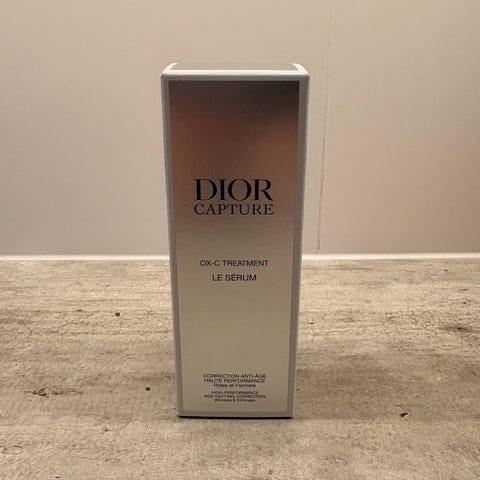 DIOR
CAPTURE
OX-C TREATMENT
LE SÉRUM
CORRECTION ANTI-ÂGE
HAUTE PERFORMANCE
Rides et Fermeté
HIGH-PERFORMANCE
AGE-DEFYING CORRECTION
Wrinkles & Firmness